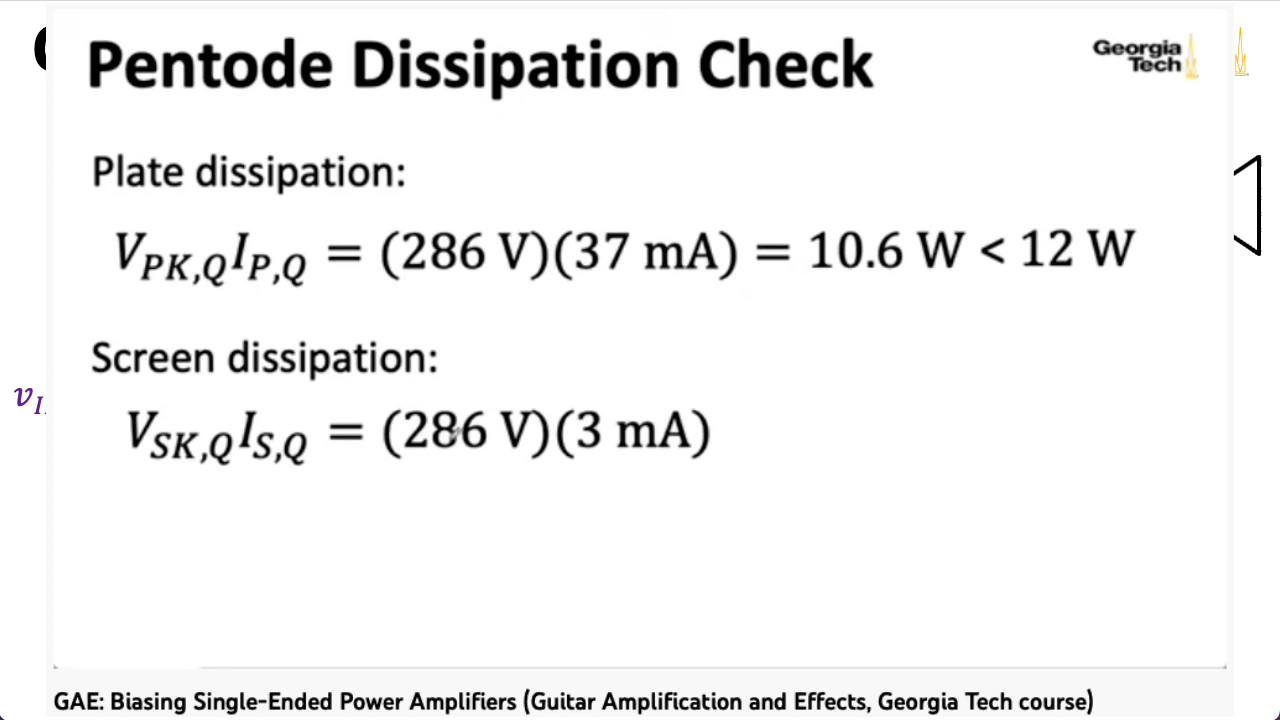 Pentode Dissipation Check
Georgia
Tech
Plate dissipation:
V_{PK,Q}I_{P,Q} = (286 V)(37 mA) = 10.6 W < 12 W
Screen dissipation:
V_{SK,Q}I_{S,Q} = (286 V)(3 mA)
GAE: Biasing Single-Ended Power Amplifiers (Guitar Amplification and Effects, Georgia Tech course)